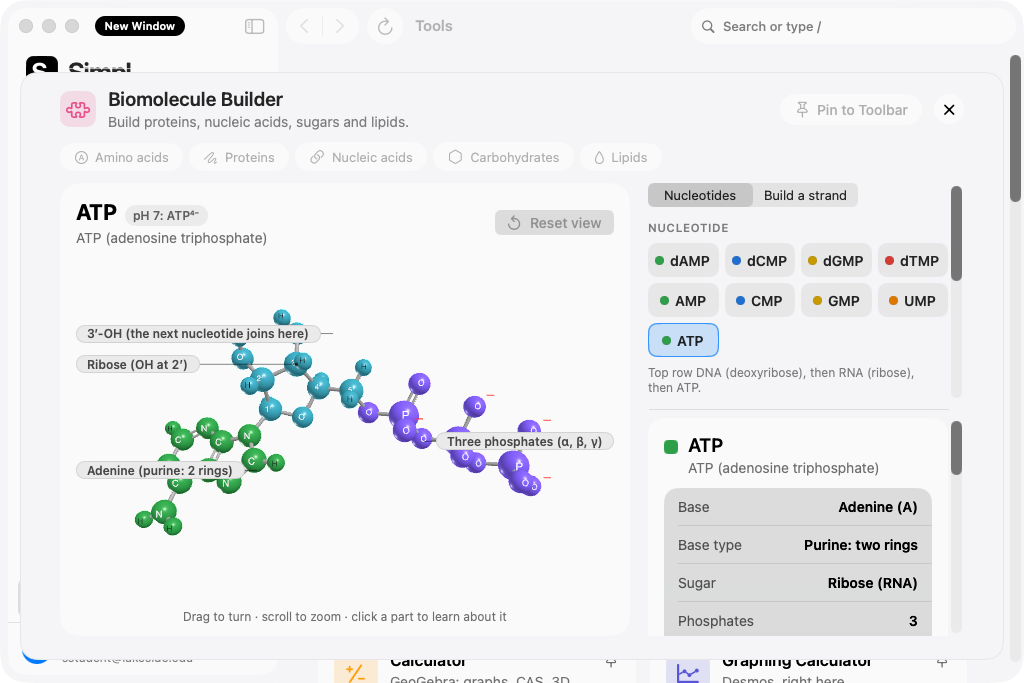 New Window
Tools
Search or type /
Simpl
Biomolecule Builder
Build proteins, nucleic acids, sugars and lipids.
Pin to Toolbar
Amino acids
Proteins
Nucleic acids
Carbohydrates
Lipids
ATP
pH 7: ATP⁴⁻
ATP (adenosine triphosphate)
Reset view
3′-OH (the next nucleotide joins here)
Ribose (OH at 2′)
Three phosphates (α, β, γ)
Adenine (purine: 2 rings)
Drag to turn · scroll to zoom · click a part to learn about it
Nucleotides
Build a strand
NUCLEOTIDE
dAMP
dCMP
dGMP
dTMP
AMP
CMP
GMP
UMP
ATP
Top row DNA (deoxyribose), then RNA (ribose),
then ATP.
ATP
ATP (adenosine triphosphate)
Base Adenine (A)
Base type Purine: two rings
Sugar Ribose (RNA)
Phosphates 3
Calculator
GeoGebra: graphs, CAS, 3D
Graphing Calculator
Desmos, right here